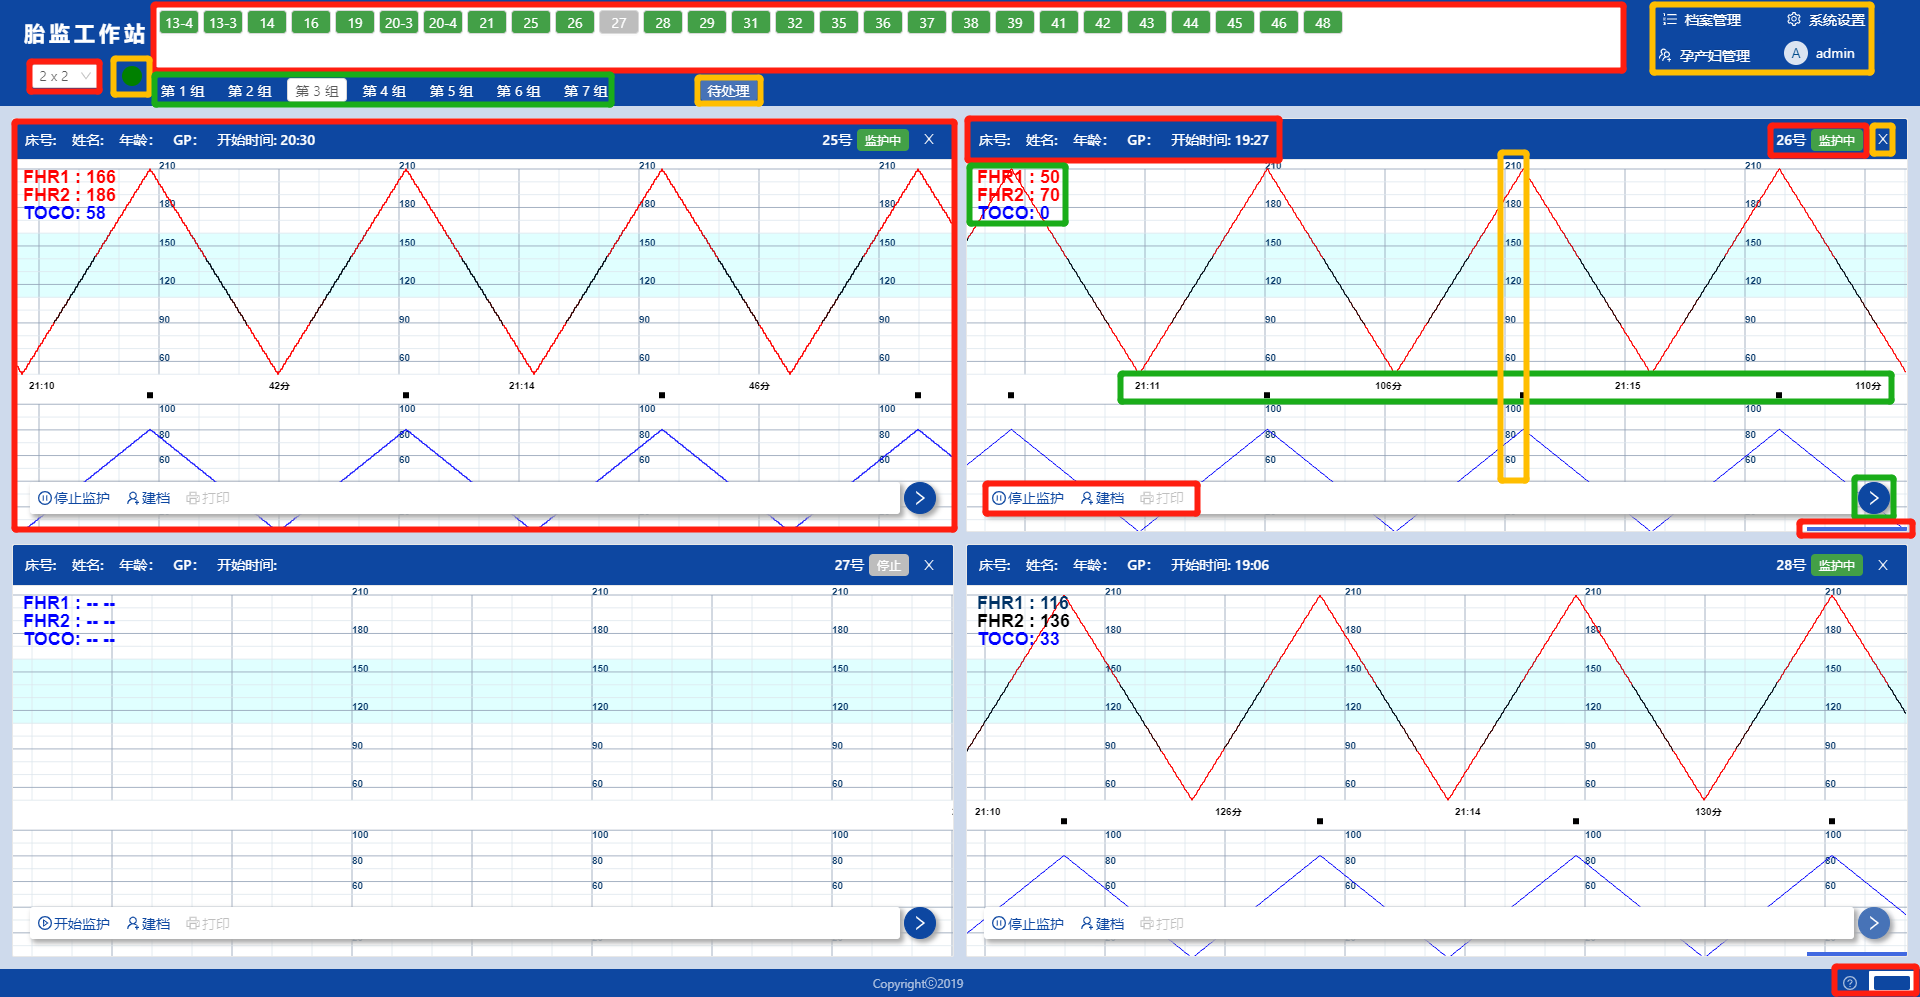 胎监工作站
13-4 13-3 14 16 19 20-3 20-4 21 25 26 27 28 29 31 32 35 36 37 38 39 41 42 43 44 45 46 48
档案管理 系统设置
孕产妇管理 A admin
2 x 2
第 1 组 第 2 组 第 3 组 第 4 组 第 5 组 第 6 组 第 7 组 待处理
床号: 姓名: 年龄: GP: 开始时间: 20:30 25号 监护中 X
FHR1 : 166
FHR2 : 186
TOCO: 58
210 210 210 210
180 180 180 180
150 150 150 150
120 120 120 120
90 90 90 90
60 60 60 60
21:10 42分 21:14 46分
100 100 100 100
80 80 80 80
60 60 60 60
停止监护 建档 打印
床号: 姓名: 年龄: GP: 开始时间: 19:27 26号 监护中 X
FHR1 : 50
FHR2 : 70
TOCO: 0
210 210 210
180 180 180
150 150 150
120 120 120
90 90 90
60 60 60
21:11 106分 21:15 110分
100 100 100
80 80 80
60 60 60
停止监护 建档 打印
床号: 姓名: 年龄: GP: 开始时间: 27号 停止 X
FHR1 : -- --
FHR2 : -- --
TOCO: -- --
210 210 210
180 180 180
150 150 150
120 120 120
90 90 90
60 60 60
100 100 100
80 80 80
60 60 60
开始监护 建档 打印
床号: 姓名: 年龄: GP: 开始时间: 19:06 28号 监护中 X
FHR1 : 116
FHR2 : 136
TOCO: 33
210 210 210 210
180 180 180 180
150 150 150 150
120 120 120 120
90 90 90 90
60 60 60 60
21:10 126分 21:14 130分
100 100 100 100
80 80 80 80
60 60 60 60
停止监护 建档 打印
Copyright©2019